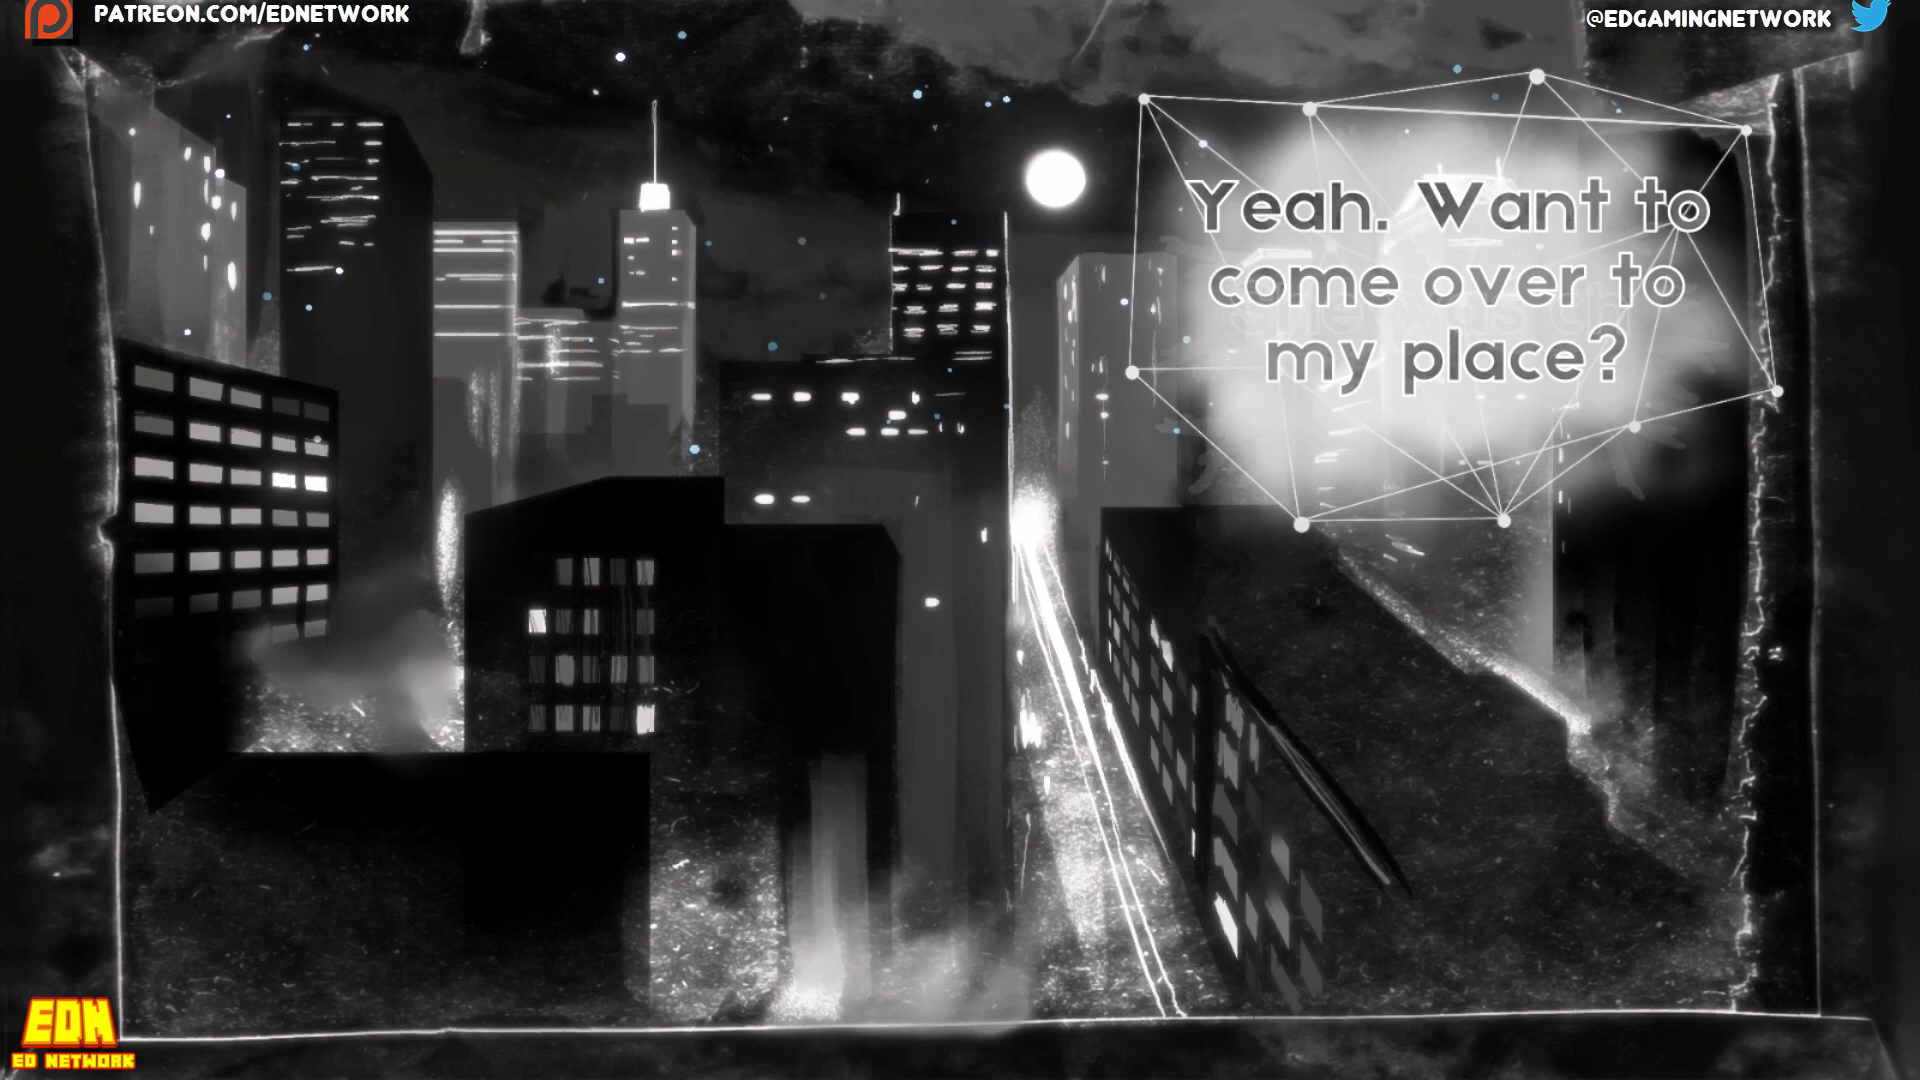 PATREON.COM/EDNETWORK
@EDGAMINGNETWORK
Yeah. Want to
come over to
my place?
EDN
ED NETWORK